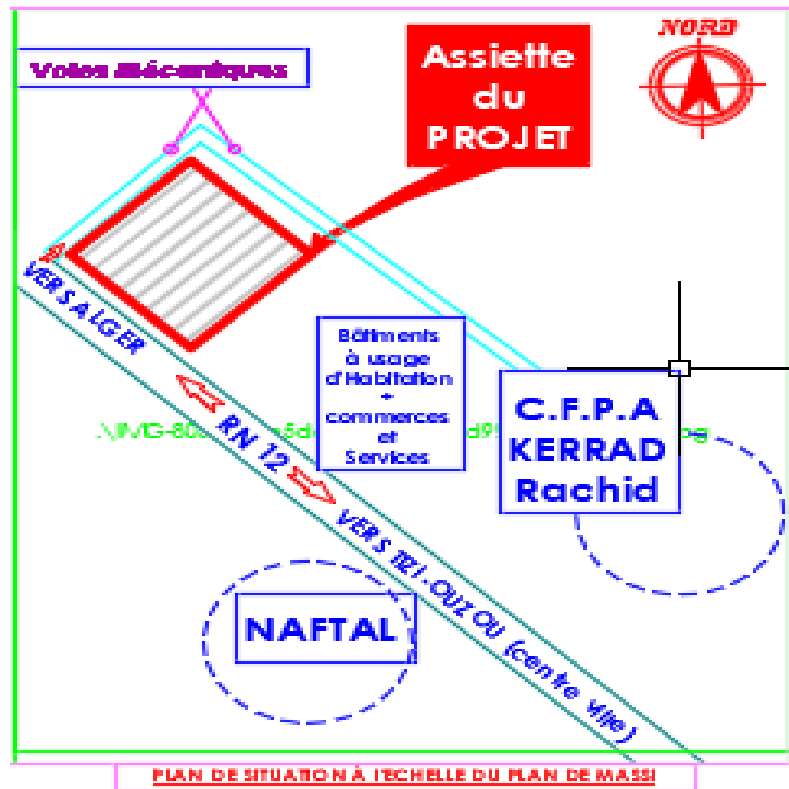 NORD
Voies Mécaniques
Assiette
du
PROJET
VERS ALGER
Bâtiments
à usage
d'Habitation
+
commerces
et
Services
C.F.P.A
KERRAD
Rachid
RN 12
VERS TIZI-OUZOU (centre ville)
NAFTAL
PLAN DE SITUATION À l'ECHELLE DU PLAN DE MASSI